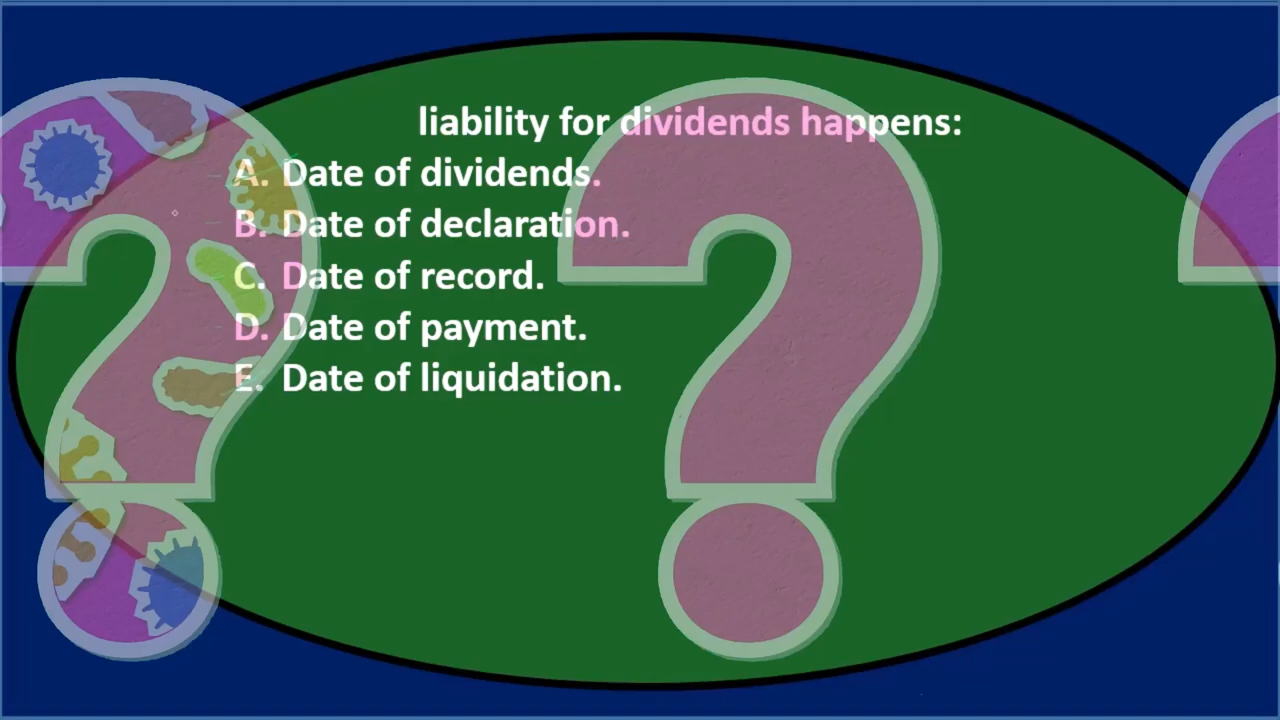 liability for dividends happens:
A. Date of dividends.
B. Date of declaration.
C. Date of record.
D. Date of payment.
E. Date of liquidation.